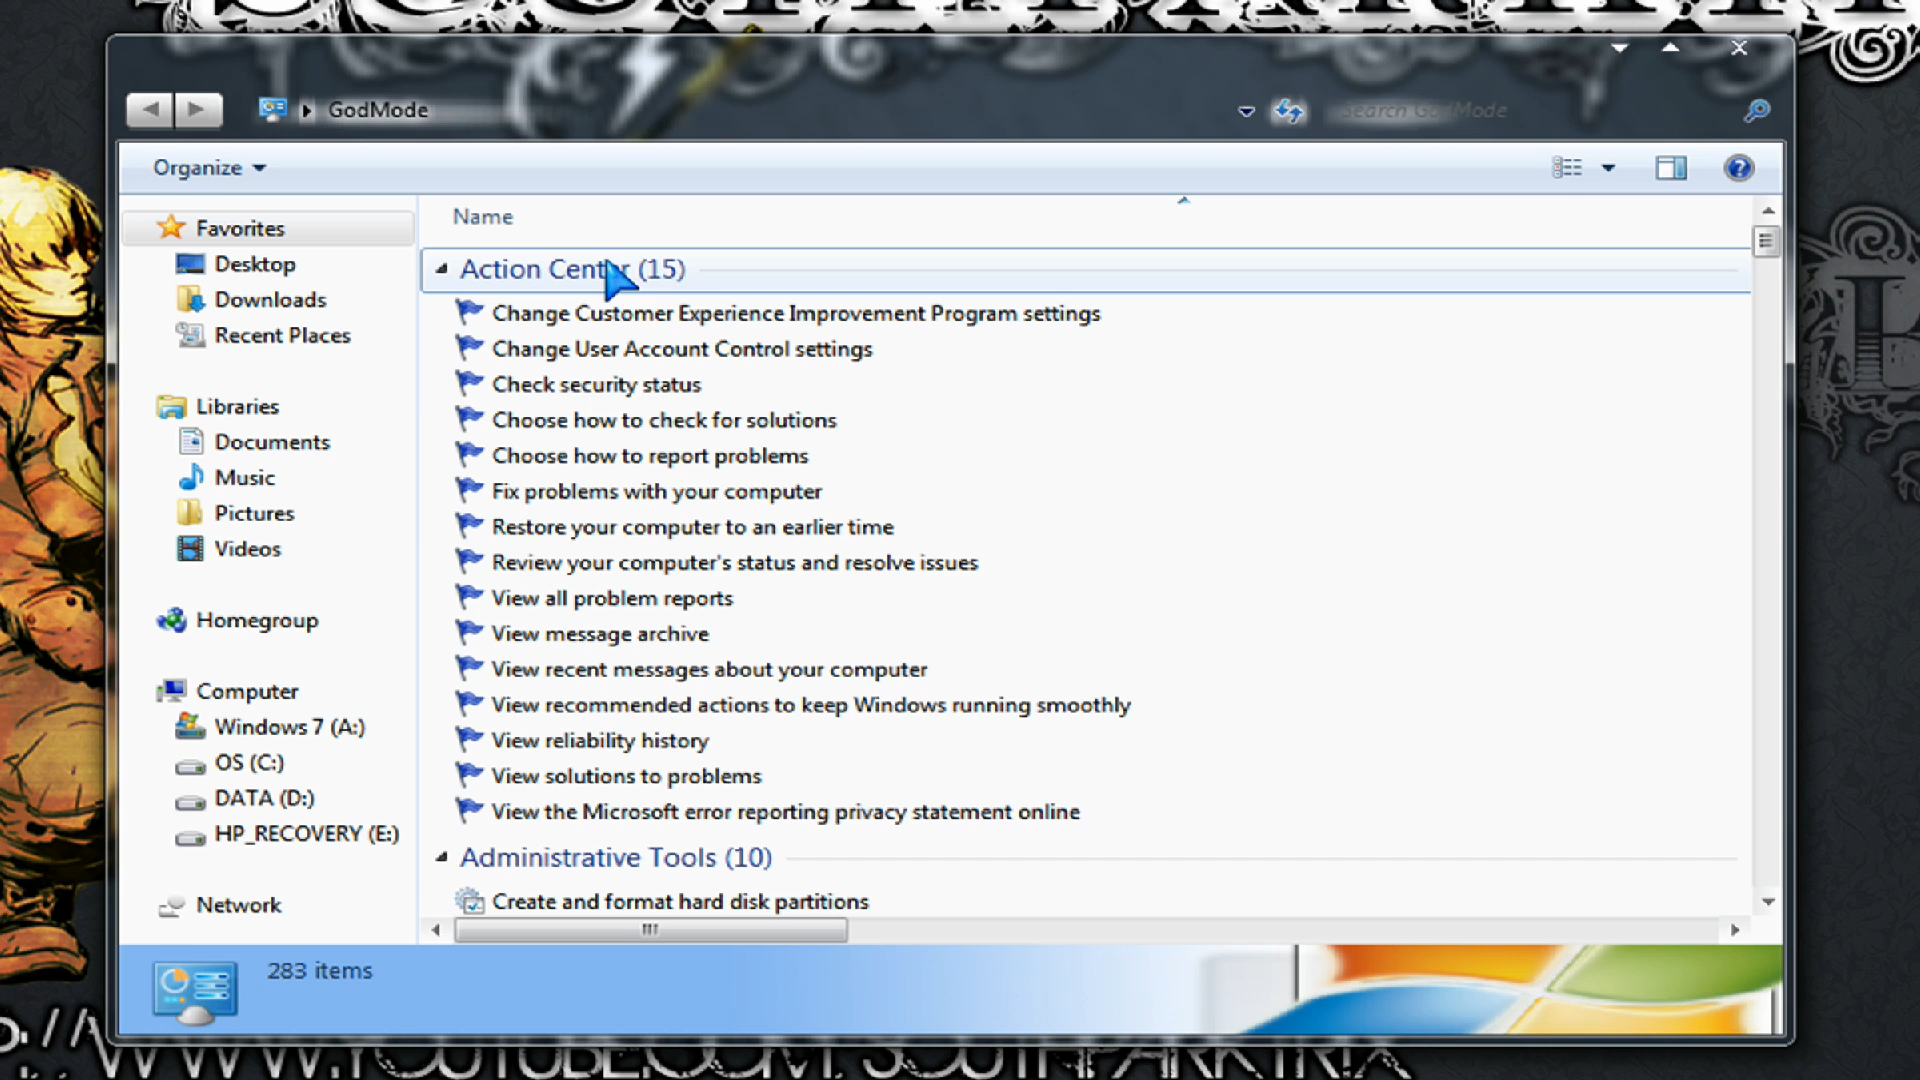 GodMode
Search GodMode
Organize
Name
Favorites
Desktop
Downloads
Recent Places
Libraries
Documents
Music
Pictures
Videos
Homegroup
Computer
Windows 7 (A:)
OS (C:)
DATA (D:)
HP_RECOVERY (E:)
Network
Action Center (15)
Change Customer Experience Improvement Program settings
Change User Account Control settings
Check security status
Choose how to check for solutions
Choose how to report problems
Fix problems with your computer
Restore your computer to an earlier time
Review your computer's status and resolve issues
View all problem reports
View message archive
View recent messages about your computer
View recommended actions to keep Windows running smoothly
View reliability history
View solutions to problems
View the Microsoft error reporting privacy statement online
Administrative Tools (10)
Create and format hard disk partitions
283 items
WWW.YOUTUBE.COM/SOUTHPARKTRIX